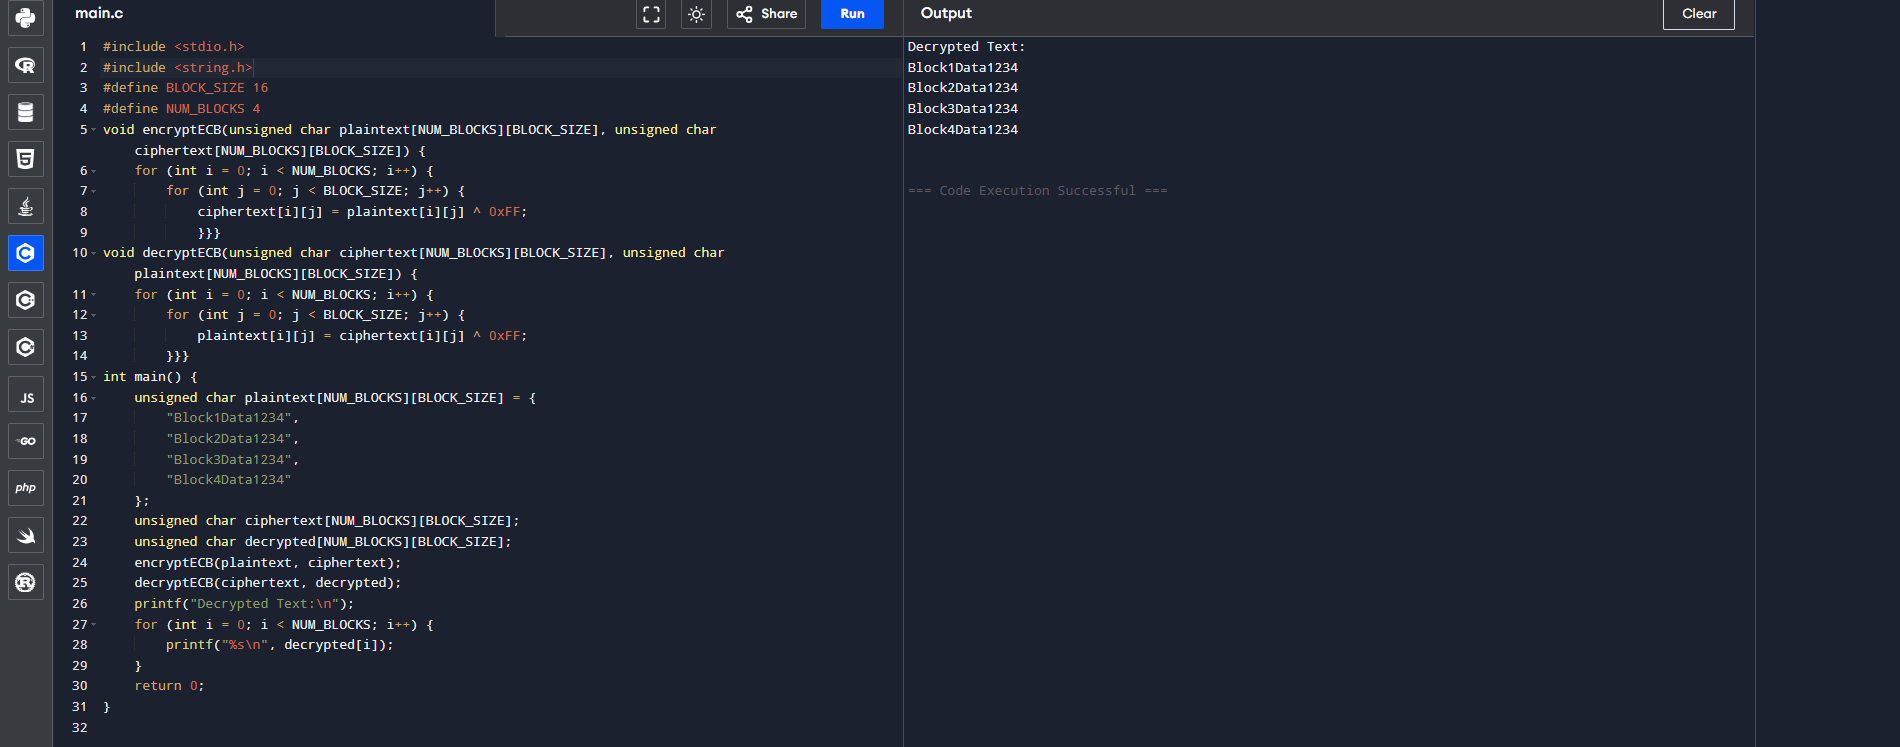 main.c
Share
Run
Output
Clear
1 #include <stdio.h>
2 #include <string.h>
3 #define BLOCK_SIZE 16
4 #define NUM_BLOCKS 4
5 void encryptECB(unsigned char plaintext[NUM_BLOCKS][BLOCK_SIZE], unsigned char
ciphertext[NUM_BLOCKS][BLOCK_SIZE]) {
6 for (int i = 0; i < NUM_BLOCKS; i++) {
7 for (int j = 0; j < BLOCK_SIZE; j++) {
8 ciphertext[i][j] = plaintext[i][j] ^ 0xFF;
9 }}}
10 void decryptECB(unsigned char ciphertext[NUM_BLOCKS][BLOCK_SIZE], unsigned char
plaintext[NUM_BLOCKS][BLOCK_SIZE]) {
11 for (int i = 0; i < NUM_BLOCKS; i++) {
12 for (int j = 0; j < BLOCK_SIZE; j++) {
13 plaintext[i][j] = ciphertext[i][j] ^ 0xFF;
14 }}}
15 int main() {
16 unsigned char plaintext[NUM_BLOCKS][BLOCK_SIZE] = {
17 "Block1Data1234",
18 "Block2Data1234",
19 "Block3Data1234",
20 "Block4Data1234"
21 };
22 unsigned char ciphertext[NUM_BLOCKS][BLOCK_SIZE];
23 unsigned char decrypted[NUM_BLOCKS][BLOCK_SIZE];
24 encryptECB(plaintext, ciphertext);
25 decryptECB(ciphertext, decrypted);
26 printf("Decrypted Text:\n");
27 for (int i = 0; i < NUM_BLOCKS; i++) {
28 printf("%s\n", decrypted[i]);
29 }
30 return 0;
31 }
32
Decrypted Text:
Block1Data1234
Block2Data1234
Block3Data1234
Block4Data1234
=== Code Execution Successful ===
R
5
C
C
C
JS
GO
php
R